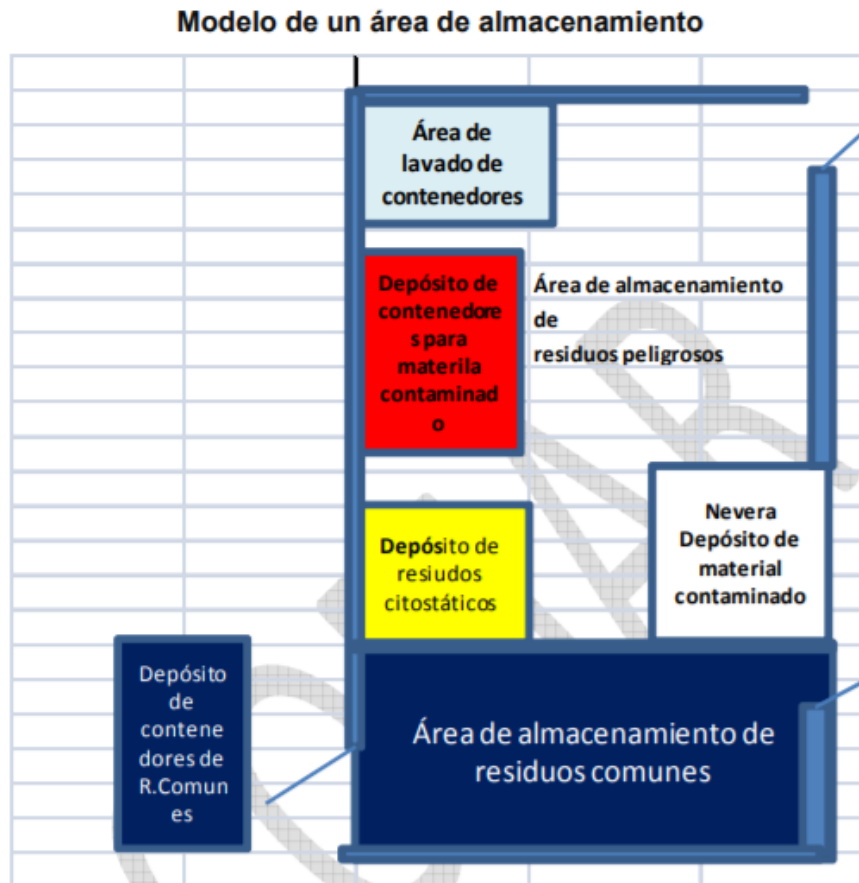 Modelo de un área de almacenamiento
Área de
lavado de
contenedores
Depósito de
contenedore
s para
materila
contaminad
o
Área de almacenamiento
de
residuos peligrosos
Depósito de
resiudos
citostáticos
Nevera
Depósito de
material
contaminado
Depósito
de
contene
dores de
R.Comun
es
Área de almacenamiento de
residuos comunes